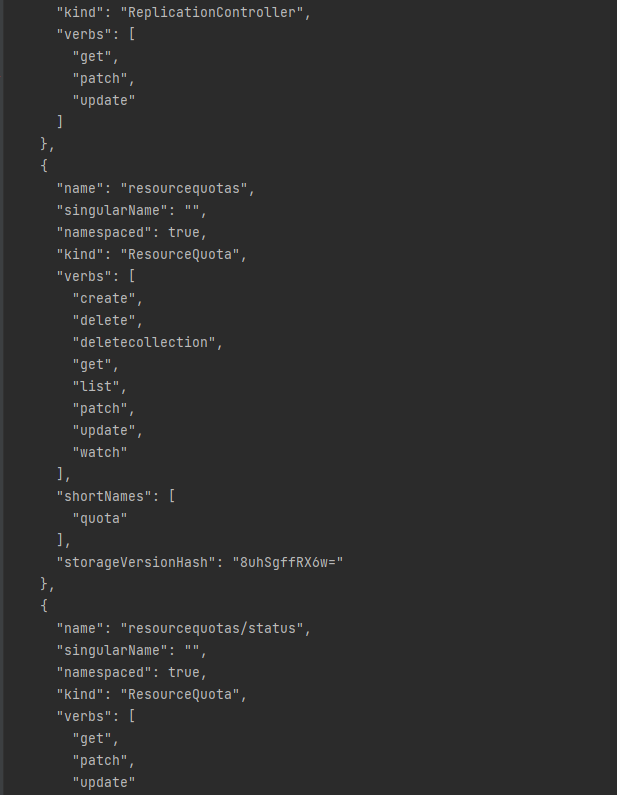 "kind": "ReplicationController",
"verbs": [
"get",
"patch",
"update"
]
},
{
"name": "resourcequotas",
"singularName": "",
"namespaced": true,
"kind": "ResourceQuota",
"verbs": [
"create",
"delete",
"deletecollection",
"get",
"list",
"patch",
"update",
"watch"
],
"shortNames": [
"quota"
],
"storageVersionHash": "8uhSgffRX6w="
},
{
"name": "resourcequotas/status",
"singularName": "",
"namespaced": true,
"kind": "ResourceQuota",
"verbs": [
"get",
"patch",
"update"